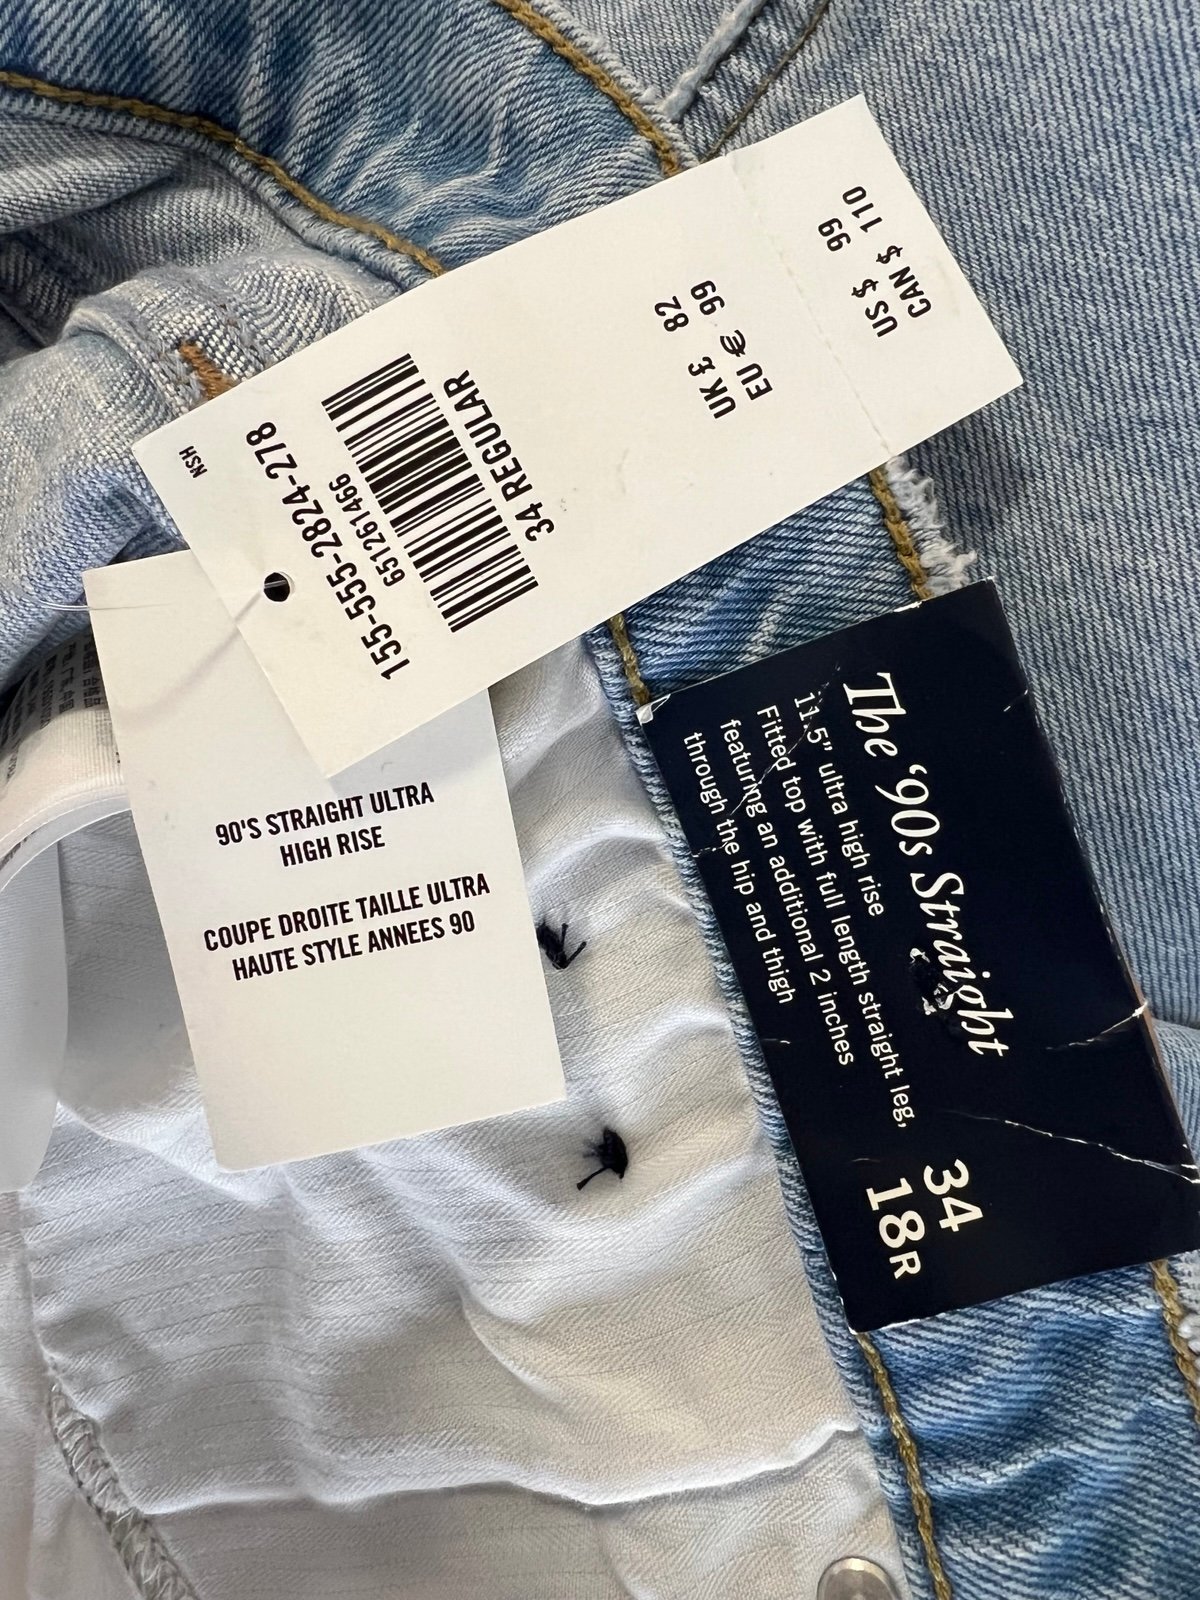 NSH
155-555-2824-278
651261466
34 REGULAR
UK £ 82
EU € 99
US $ 99
CAN $ 110
90'S STRAIGHT ULTRA
HIGH RISE
COUPE DROITE TAILLE ULTRA
HAUTE STYLE ANNEES 90
The ‘90s Straight
11.5” ultra high rise
Fitted top with full length straight leg,
featuring an additional 2 inches
through the hip and thigh
34
18R